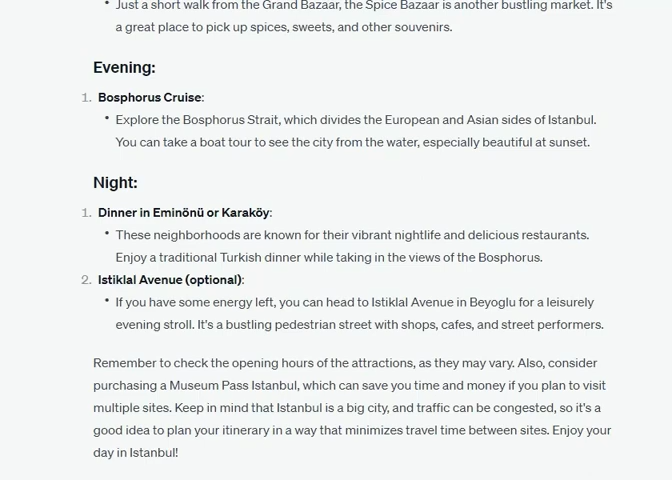 • Just a short walk from the Grand Bazaar, the Spice Bazaar is another bustling market. It's
a great place to pick up spices, sweets, and other souvenirs.
Evening:
1. Bosphorus Cruise:
• Explore the Bosphorus Strait, which divides the European and Asian sides of Istanbul.
You can take a boat tour to see the city from the water, especially beautiful at sunset.
Night:
1. Dinner in Eminönü or Karaköy:
• These neighborhoods are known for their vibrant nightlife and delicious restaurants.
Enjoy a traditional Turkish dinner while taking in the views of the Bosphorus.
2. Istiklal Avenue (optional):
• If you have some energy left, you can head to Istiklal Avenue in Beyoglu for a leisurely
evening stroll. It's a bustling pedestrian street with shops, cafes, and street performers.
Remember to check the opening hours of the attractions, as they may vary. Also, consider
purchasing a Museum Pass Istanbul, which can save you time and money if you plan to visit
multiple sites. Keep in mind that Istanbul is a big city, and traffic can be congested, so it's a
good idea to plan your itinerary in a way that minimizes travel time between sites. Enjoy your
day in Istanbul!